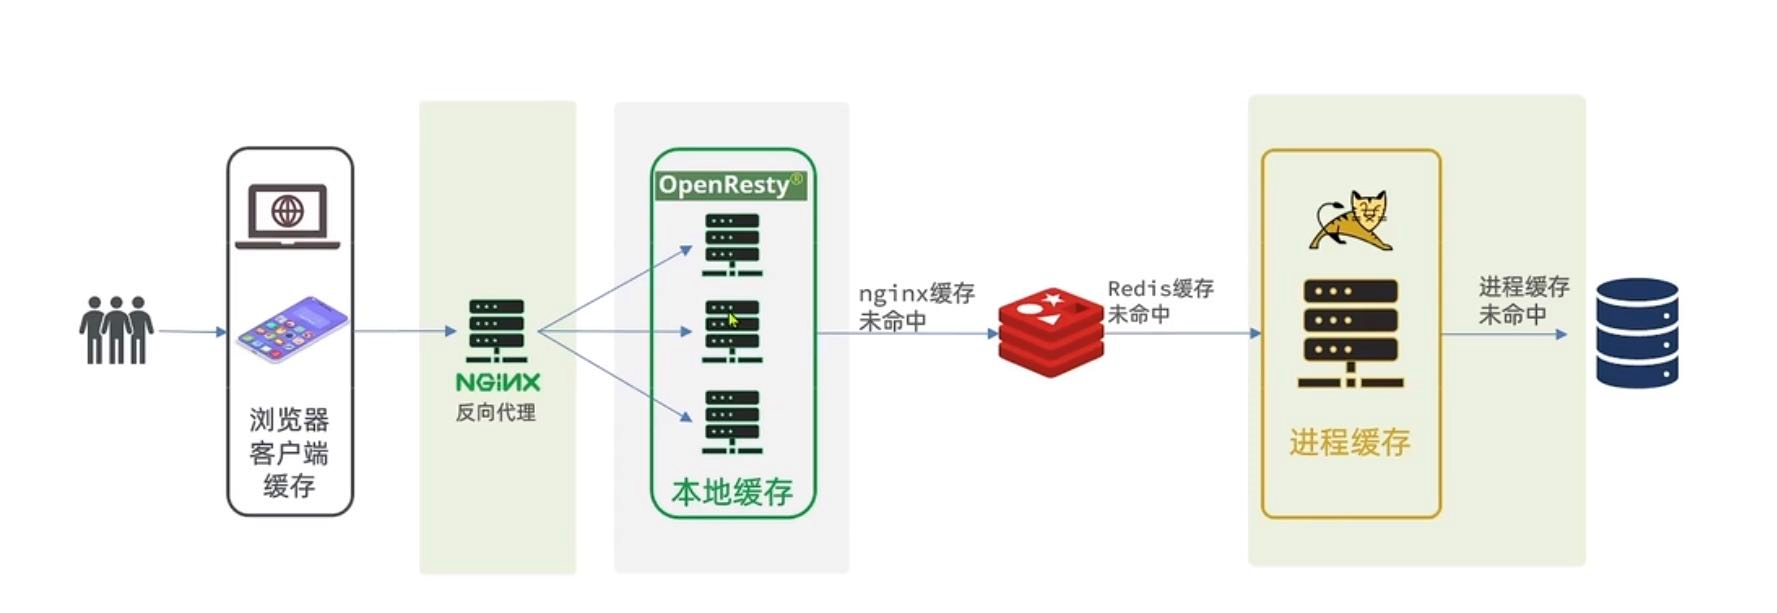 浏览器
客户端
缓存
NGINX
反向代理
OpenResty®
本地缓存
nginx缓存
未命中
Redis缓存
未命中
进程缓存
进程缓存
未命中